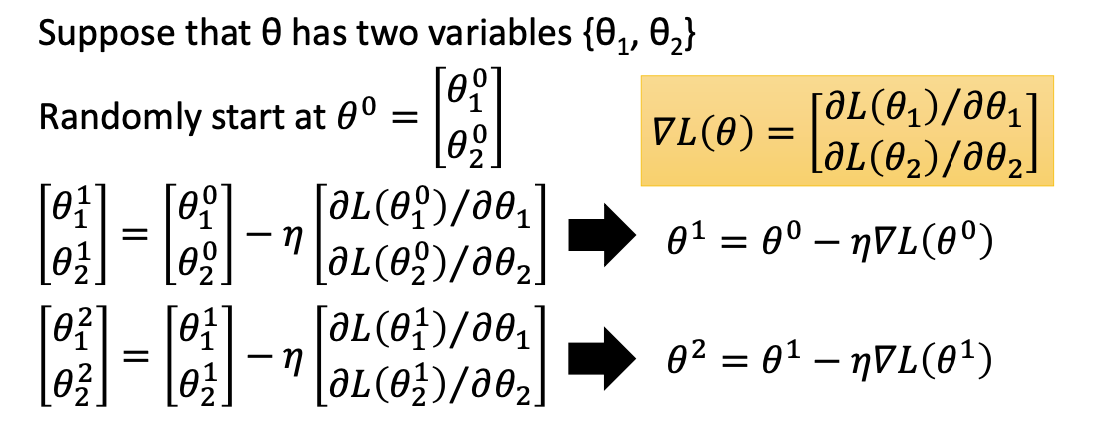 Suppose that θ has two variables {θ₁, θ₂}
Randomly start at θ⁰ = [θ₁⁰ θ₂⁰]
∇L(θ) = [∂L(θ₁)/∂θ₁ ∂L(θ₂)/∂θ₂]
[θ₁¹ θ₂¹] = [θ₁⁰ θ₂⁰] − η [∂L(θ₁⁰)/∂θ₁ ∂L(θ₂⁰)/∂θ₂]
θ¹ = θ⁰ − η∇L(θ⁰)
[θ₁² θ₂²] = [θ₁¹ θ₂¹] − η [∂L(θ₁¹)/∂θ₁ ∂L(θ₂¹)/∂θ₂]
θ² = θ¹ − η∇L(θ¹)